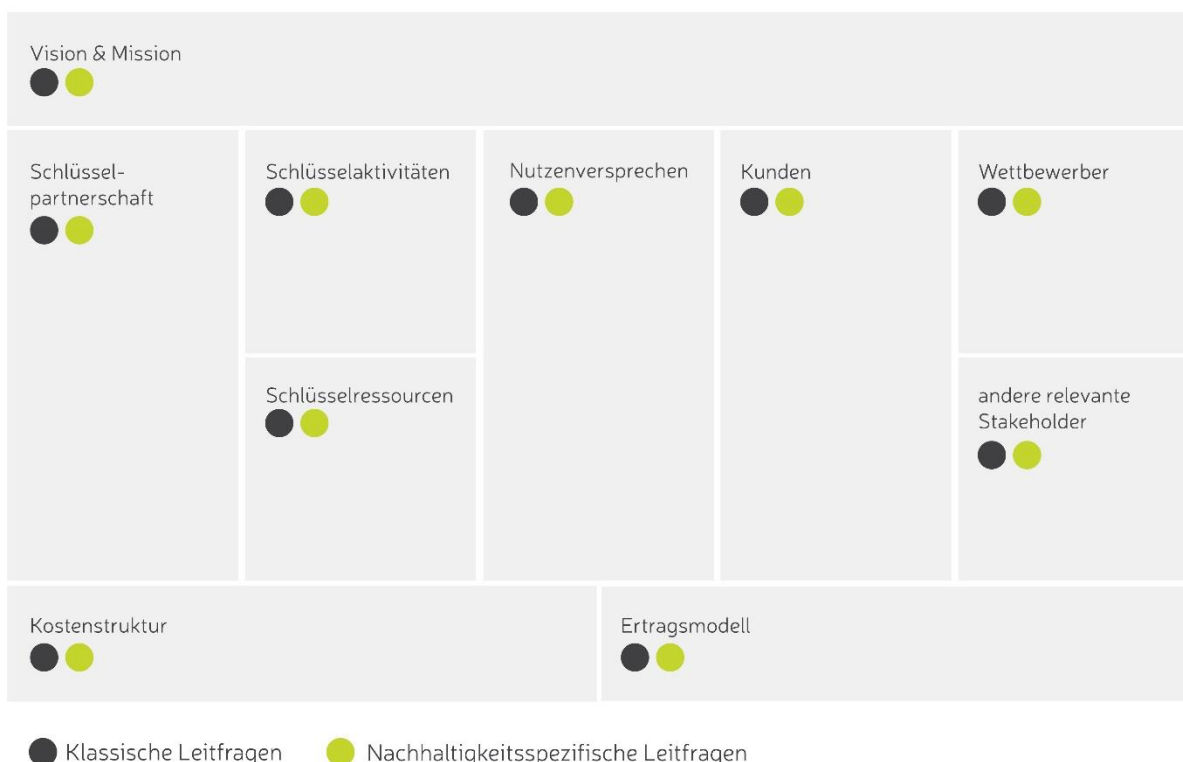 Vision & Mission
Schlüssel-
partnerschaft
Schlüsselaktivitäten
Schlüsselressourcen
Nutzenversprechen
Kunden
Wettbewerber
andere relevante
Stakeholder
Kostenstruktur
Ertragsmodell
Klassische Leitfragen
Nachhaltigkeitsspezifische Leitfragen